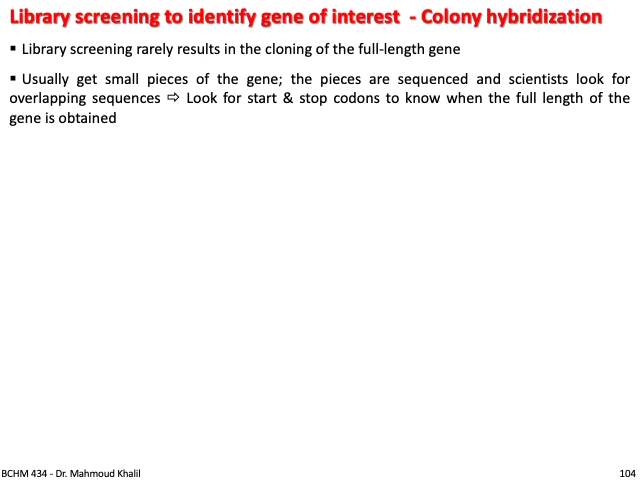 Library screening to identify gene of interest - Colony hybridization
▪ Library screening rarely results in the cloning of the full-length gene
▪ Usually get small pieces of the gene; the pieces are sequenced and scientists look for
overlapping sequences ⇨ Look for start & stop codons to know when the full length of the
gene is obtained
BCHM 434 - Dr. Mahmoud Khalil
104